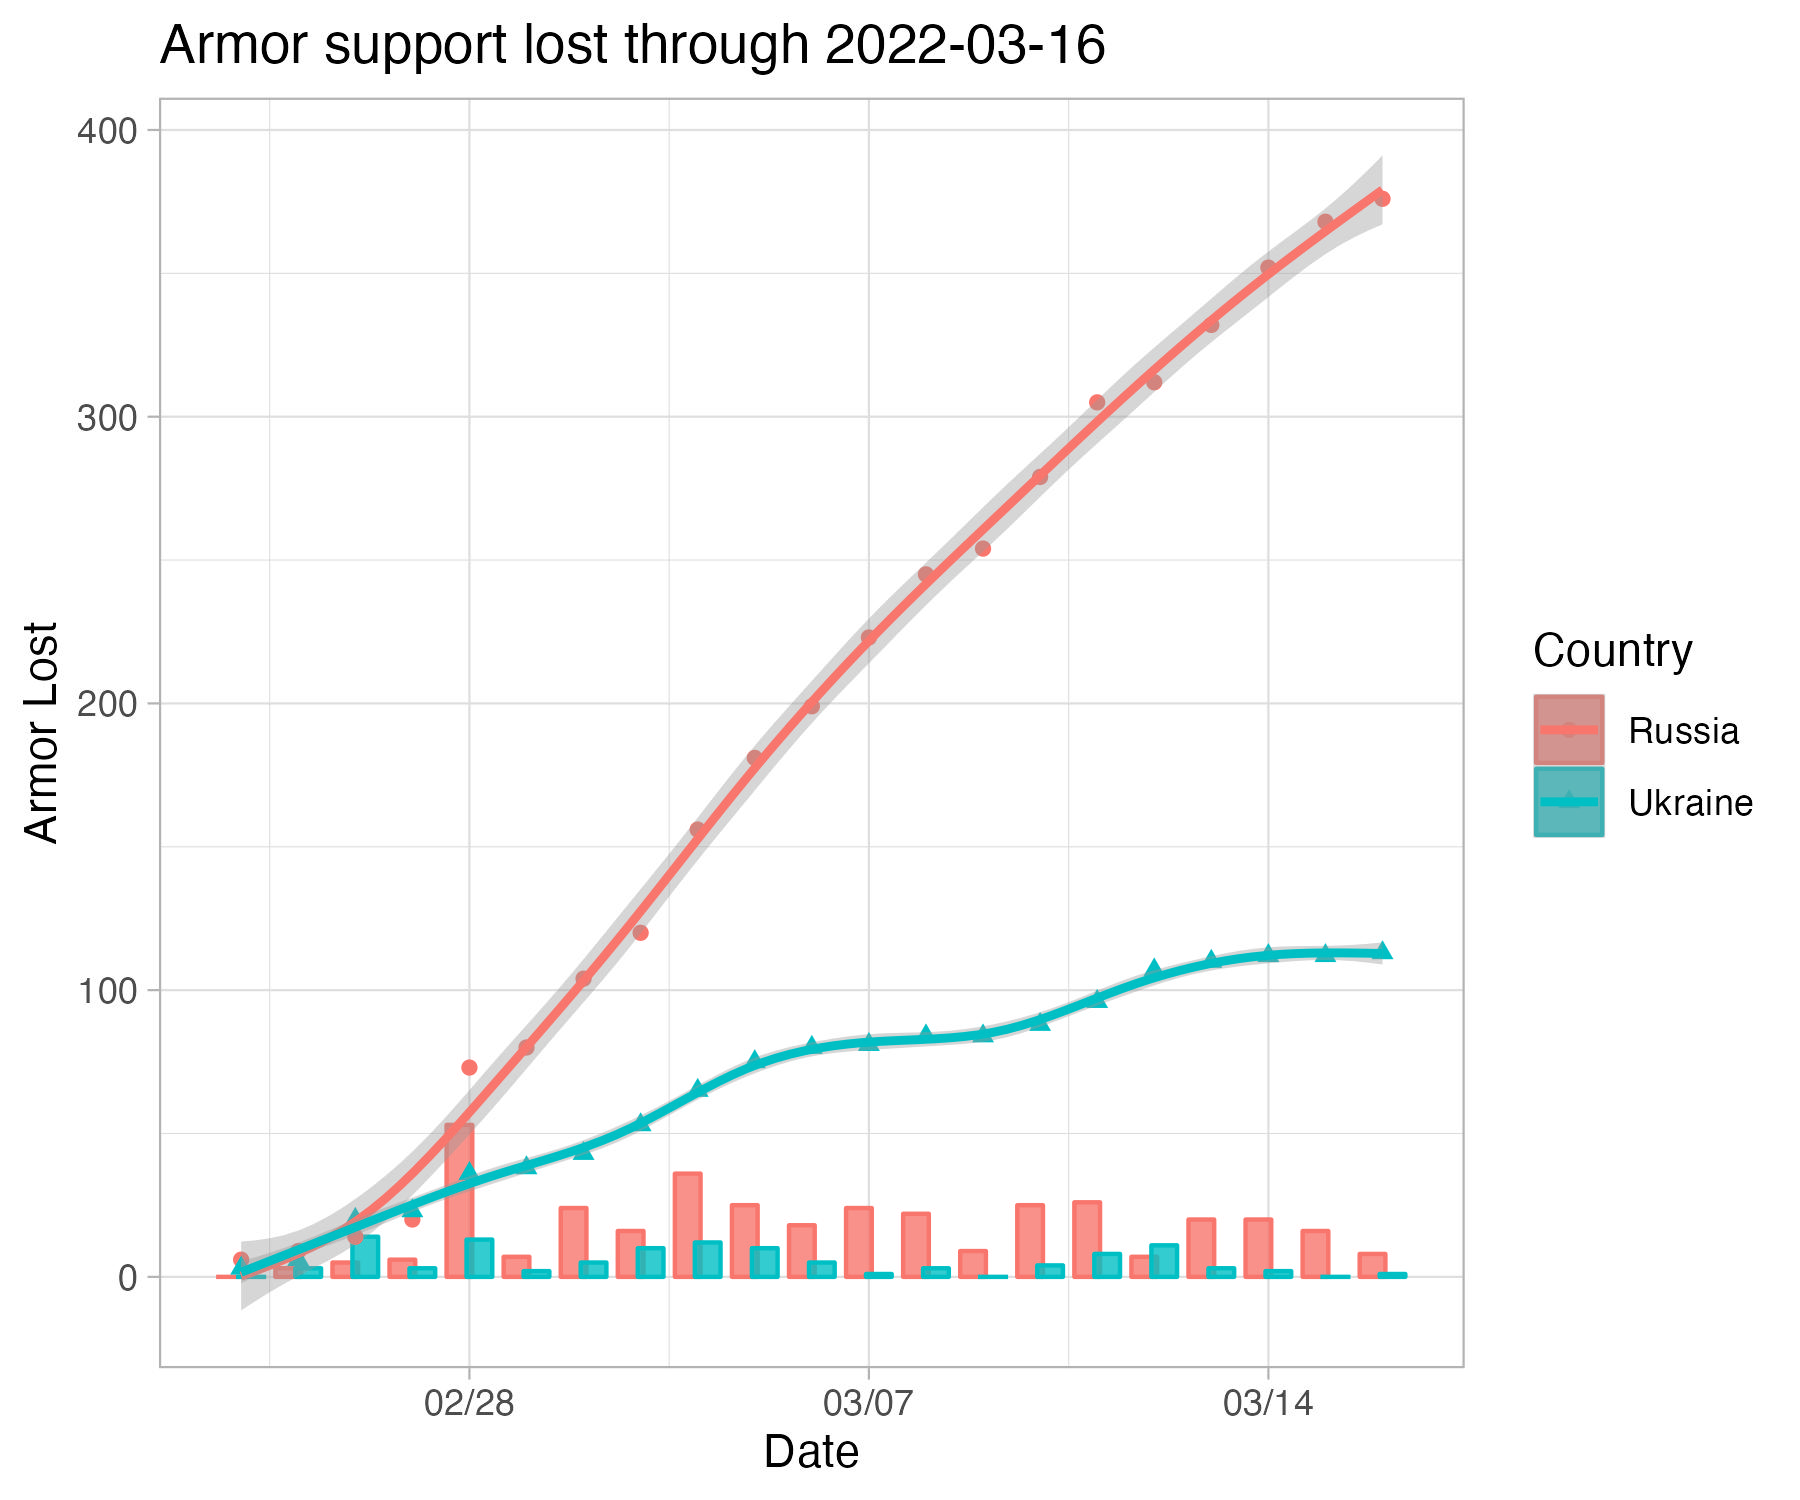 Armor support lost through 2022-03-16
400
300
200
100
0
Armor Lost
02/28
03/07
03/14
Date
Country
Russia
Ukraine